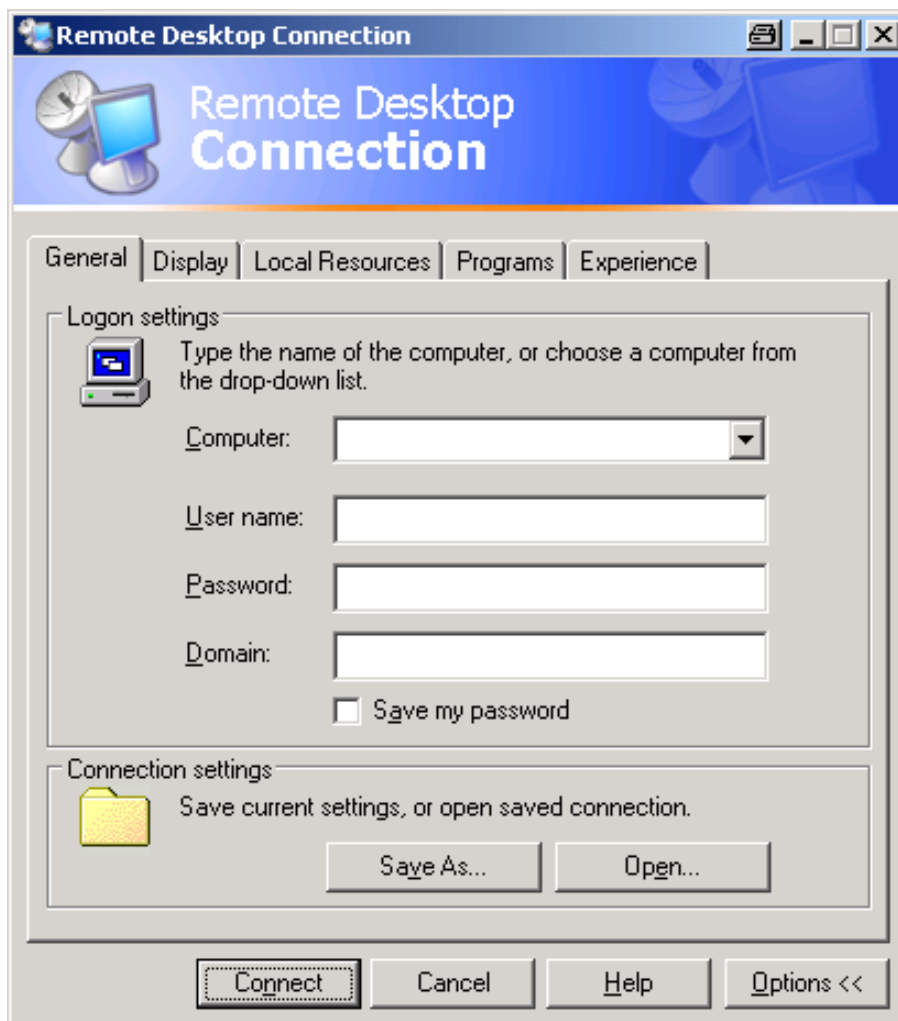 Remote Desktop Connection
Remote Desktop
Connection
General Display Local Resources Programs Experience
Logon settings
Type the name of the computer, or choose a computer from
the drop-down list.
Computer:
User name:
Password:
Domain:
Save my password
Connection settings
Save current settings, or open saved connection.
Save As... Open...
Connect Cancel Help Options <<